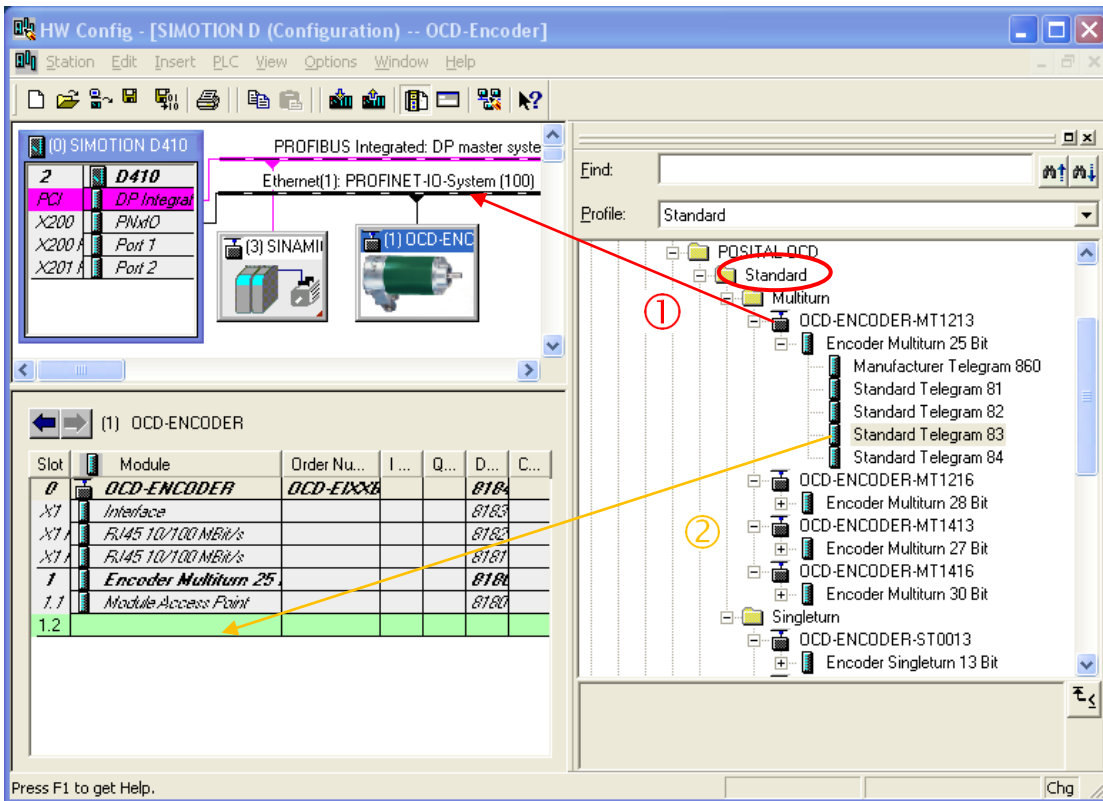 HW Config - [SIMOTION D (Configuration) -- OCD-Encoder]
Station Edit Insert PLC View Options Window Help
(0) SIMOTION D410
2 D410
PCI DP Integral
X200 PNxIO
X200 Port 1
X201 Port 2
PROFIBUS Integrated: DP master syste
Ethernet(1): PROFINET-IO-System (100)
(3) SINAMI
(1) OCD-ENC
(1) OCD-ENCODER
Slot Module Order Nu... I ... Q... D... C...
0 OCD-ENCODER OCD-EIXXB 8184
X1 Interface 8183
X1 RJ45 10/100 MBit/s 8182
X1 RJ45 10/100 MBit/s 8181
1 Encoder Multiturn 25 8180
1.1 Module Access Point 8180
1.2
Find:
Profile: Standard
POSITAL OCD
Standard
Multiturn
① OCD-ENCODER-MT1213
Encoder Multiturn 25 Bit
Manufacturer Telegram 860
Standard Telegram 81
Standard Telegram 82
Standard Telegram 83
Standard Telegram 84
OCD-ENCODER-MT1216
Encoder Multiturn 28 Bit
② OCD-ENCODER-MT1413
Encoder Multiturn 27 Bit
OCD-ENCODER-MT1416
Encoder Multiturn 30 Bit
Singleturn
OCD-ENCODER-ST0013
Encoder Singleturn 13 Bit
Press F1 to get Help.
Chg